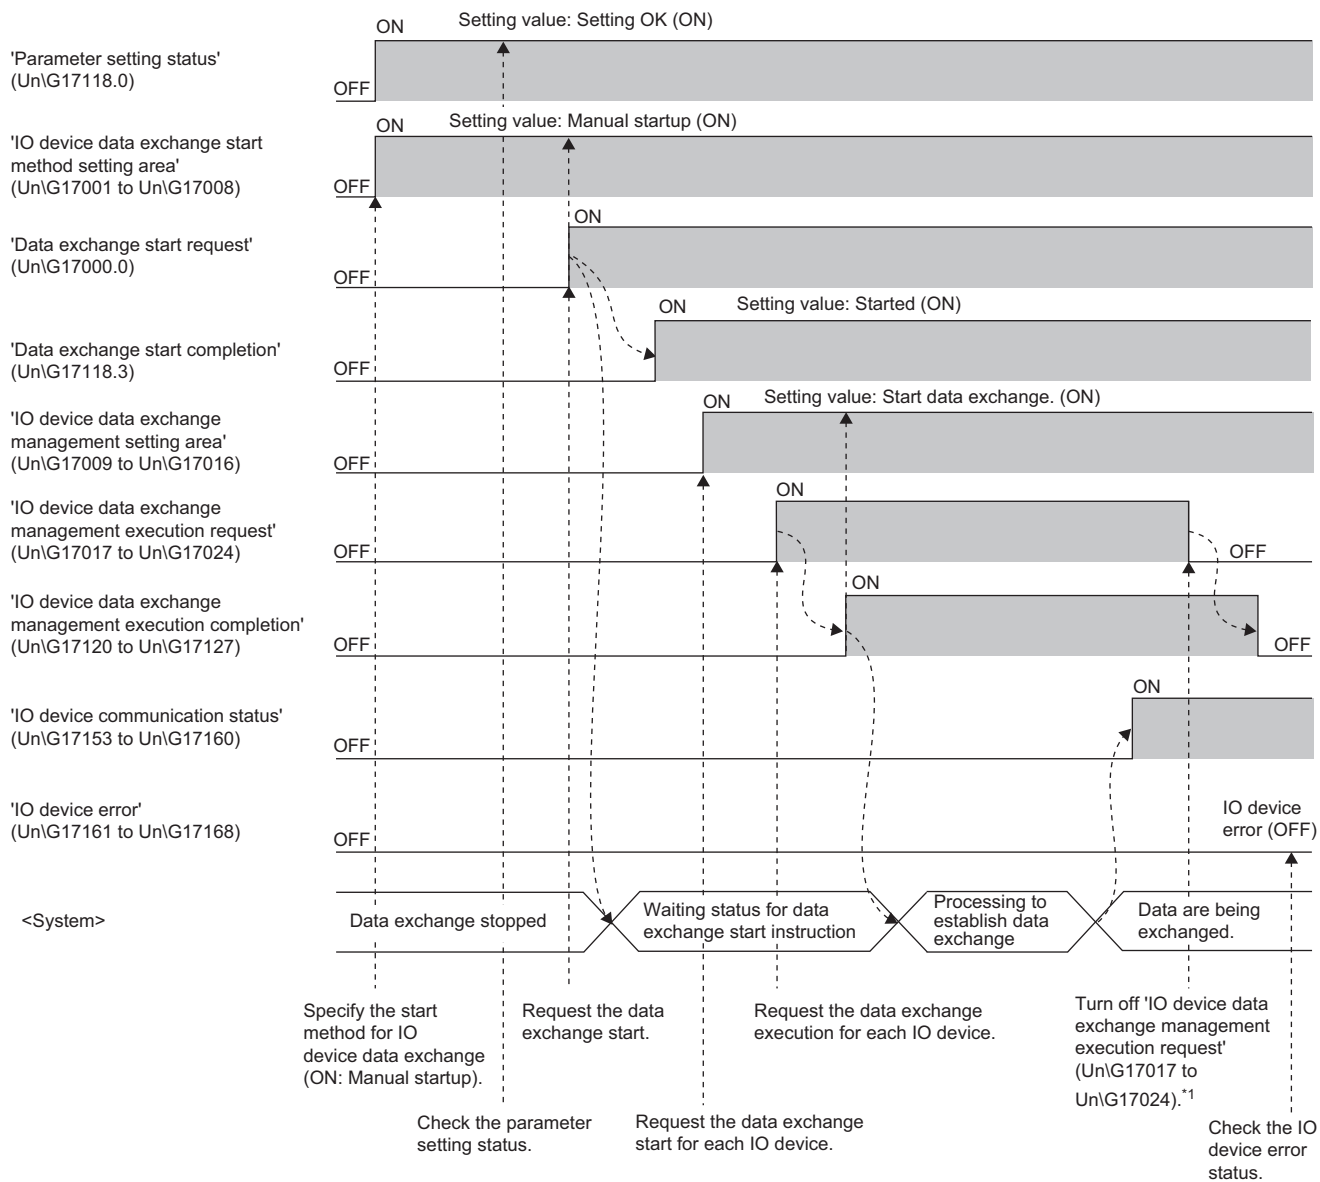 ON
Setting value: Setting OK (ON)
'Parameter setting status'
(Un\G17118.0)
OFF
ON
Setting value: Manual startup (ON)
'IO device data exchange start
method setting area'
(Un\G17001 to Un\G17008)
OFF
ON
'Data exchange start request'
(Un\G17000.0)
OFF
ON
Setting value: Started (ON)
'Data exchange start completion'
(Un\G17118.3)
OFF
ON
Setting value: Start data exchange. (ON)
'IO device data exchange
management setting area'
(Un\G17009 to Un\G17016)
OFF
ON
'IO device data exchange
management execution request'
(Un\G17017 to Un\G17024)
OFF
OFF
ON
'IO device data exchange
management execution completion'
(Un\G17120 to Un\G17127)
OFF
OFF
ON
'IO device communication status'
(Un\G17153 to Un\G17160)
OFF
'IO device error'
(Un\G17161 to Un\G17168)
OFF
IO device
error (OFF)
<System>
Data exchange stopped
Waiting status for data
exchange start instruction
Processing to
establish data
exchange
Data are being
exchanged.
Specify the start
method for IO
device data exchange
(ON: Manual startup).
Request the data
exchange start.
Request the data exchange
execution for each IO device.
Turn off 'IO device data
exchange management
execution request'
(Un\G17017 to
Un\G17024).*1
Check the parameter
setting status.
Request the data exchange
start for each IO device.
Check the IO
device error
status.